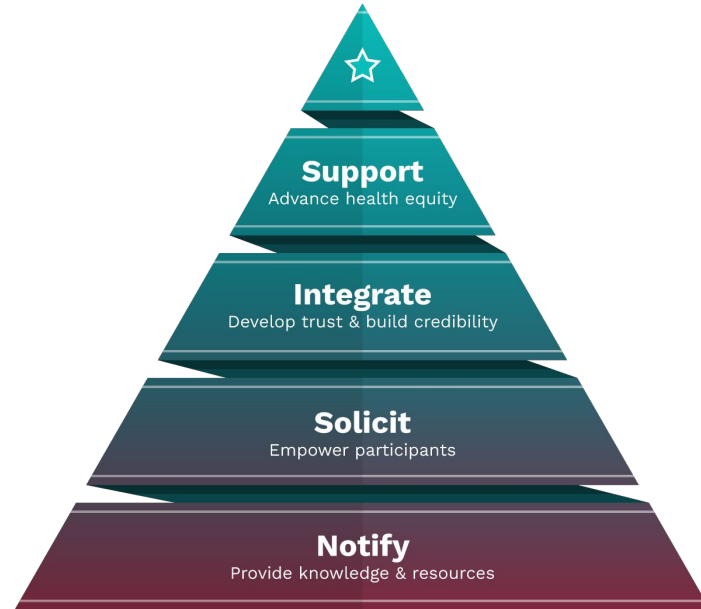 Support
Advance health equity
Integrate
Develop trust & build credibility
Solicit
Empower participants
Notify
Provide knowledge & resources